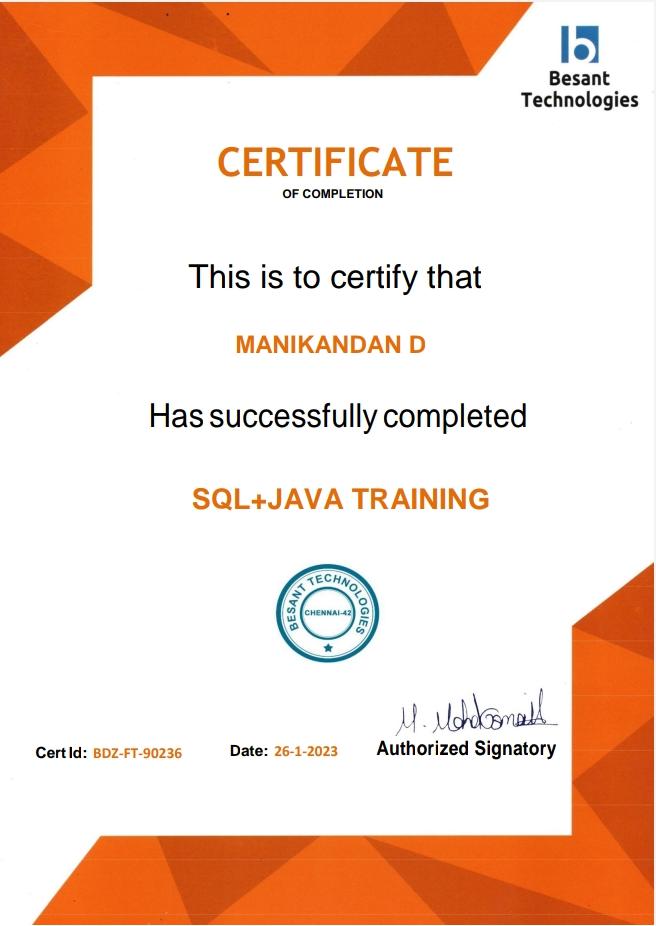 Besant
Technologies
CERTIFICATE
OF COMPLETION
This is to certify that
MANIKANDAN D
Has successfully completed
SQL+JAVA TRAINING
BESANT TECHNOLOGIES
CHENNAI-42
Cert Id: BDZ-FT-90236 Date: 26-1-2023 Authorized Signatory